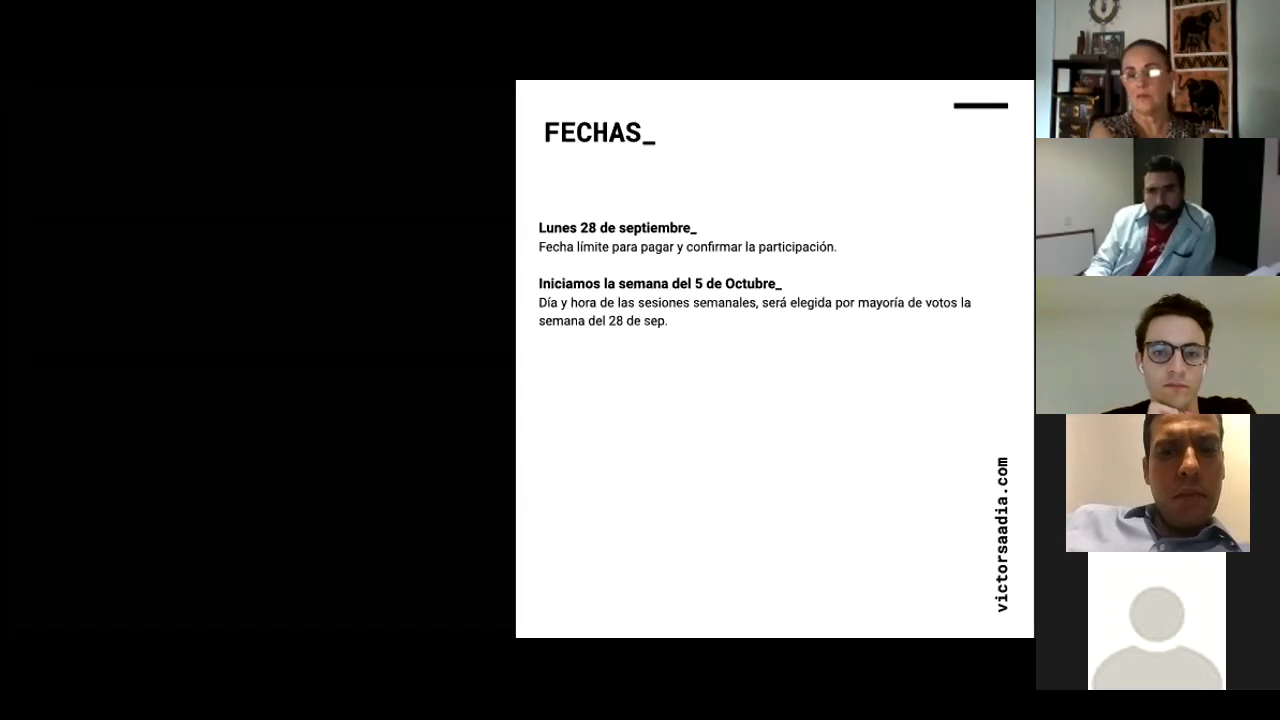 FECHAS_
Lunes 28 de septiembre_
Fecha límite para pagar y confirmar la participación.
Iniciamos la semana del 5 de Octubre_
Día y hora de las sesiones semanales, será elegida por mayoría de votos la
semana del 28 de sep.
victorsaadia.com